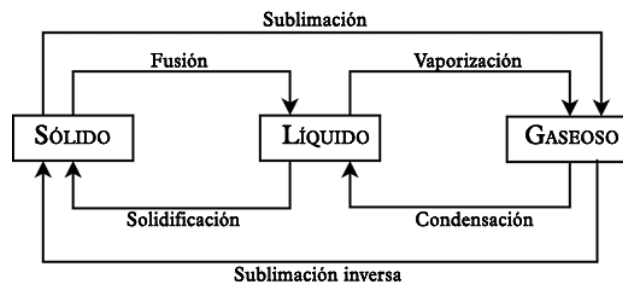 Sublimación
Fusión
Vaporización
SÓLIDO
LÍQUIDO
GASEOSO
Solidificación
Condensación
Sublimación inversa